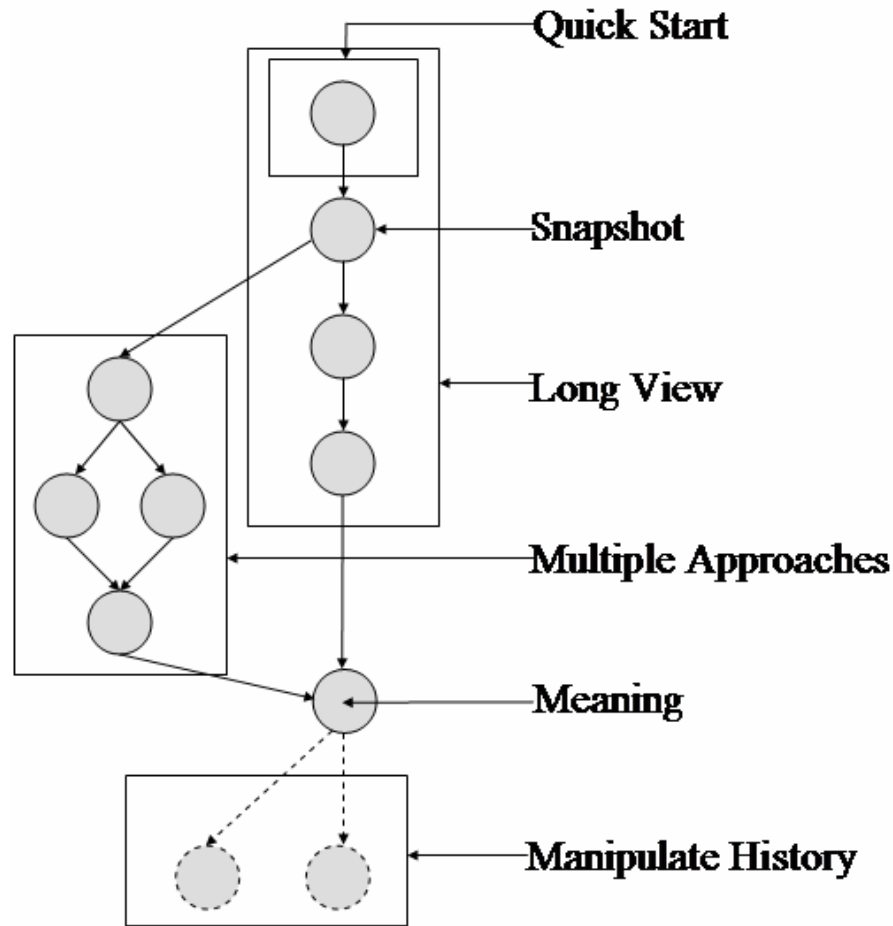 Quick Start
Snapshot
Long View
Multiple Approaches
Meaning
Manipulate History